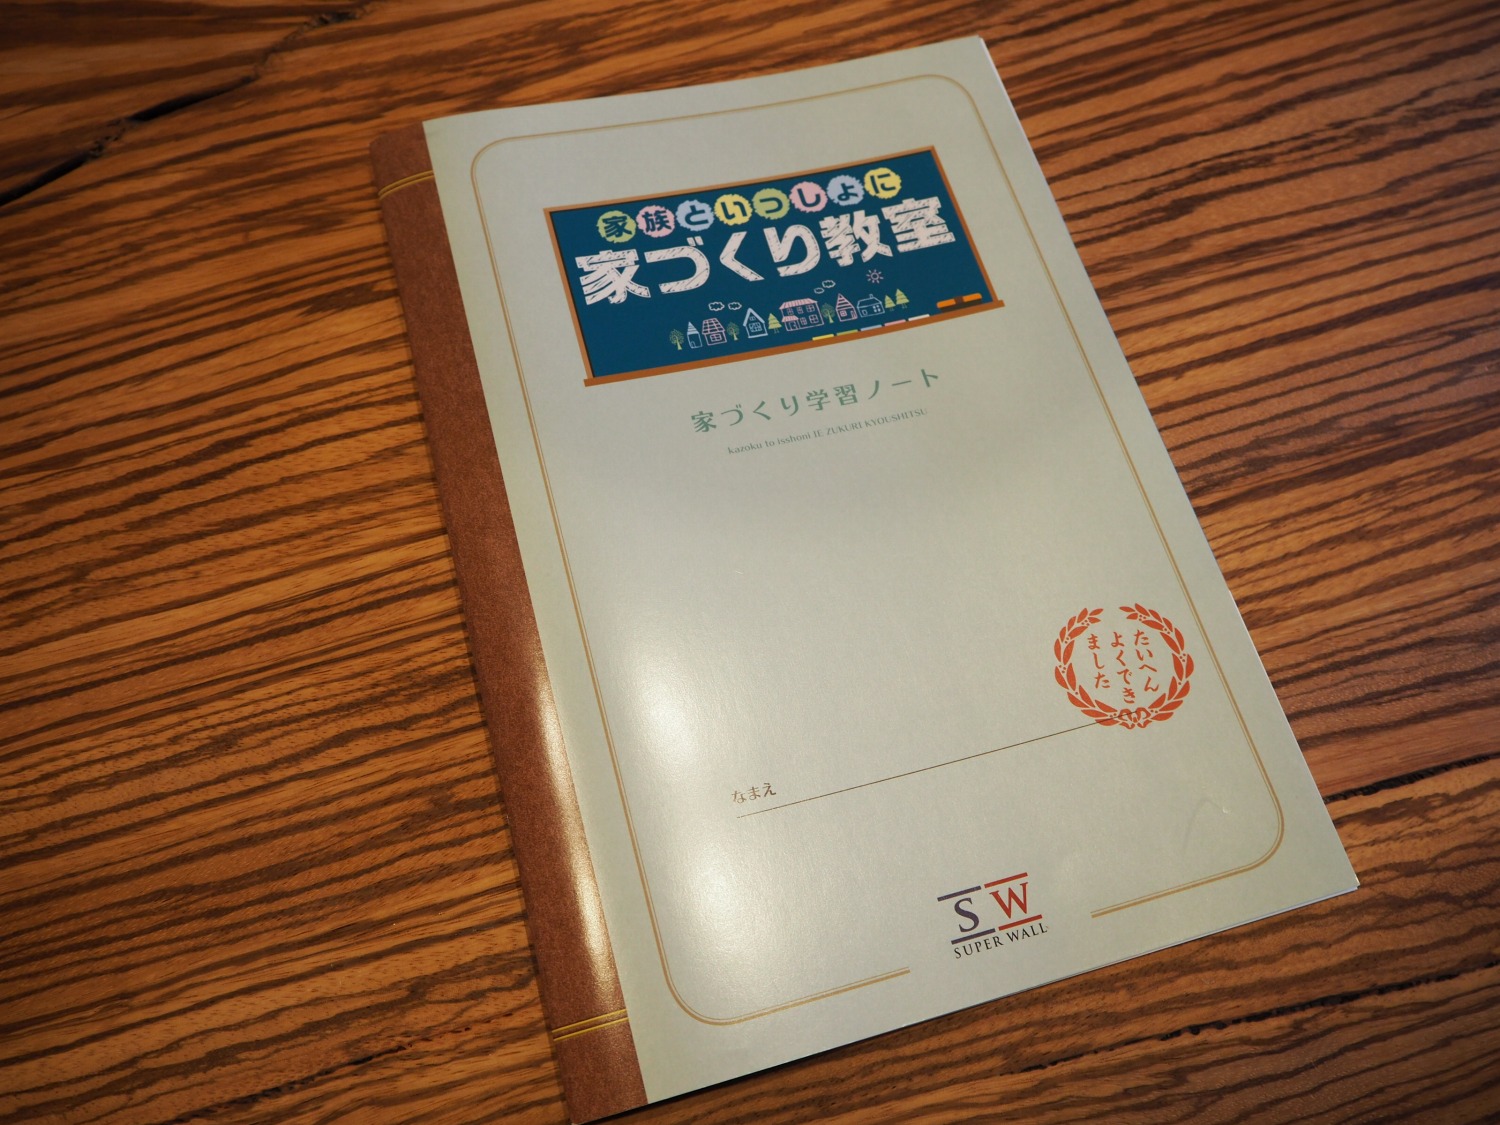 家族といっしょに
家づくり教室
家づくり学習ノート
kazoku to Isshoni IE ZUKURI KYOUSHITSU
たいへん
よくでき
ました
なまえ
SW
SUPER WALL